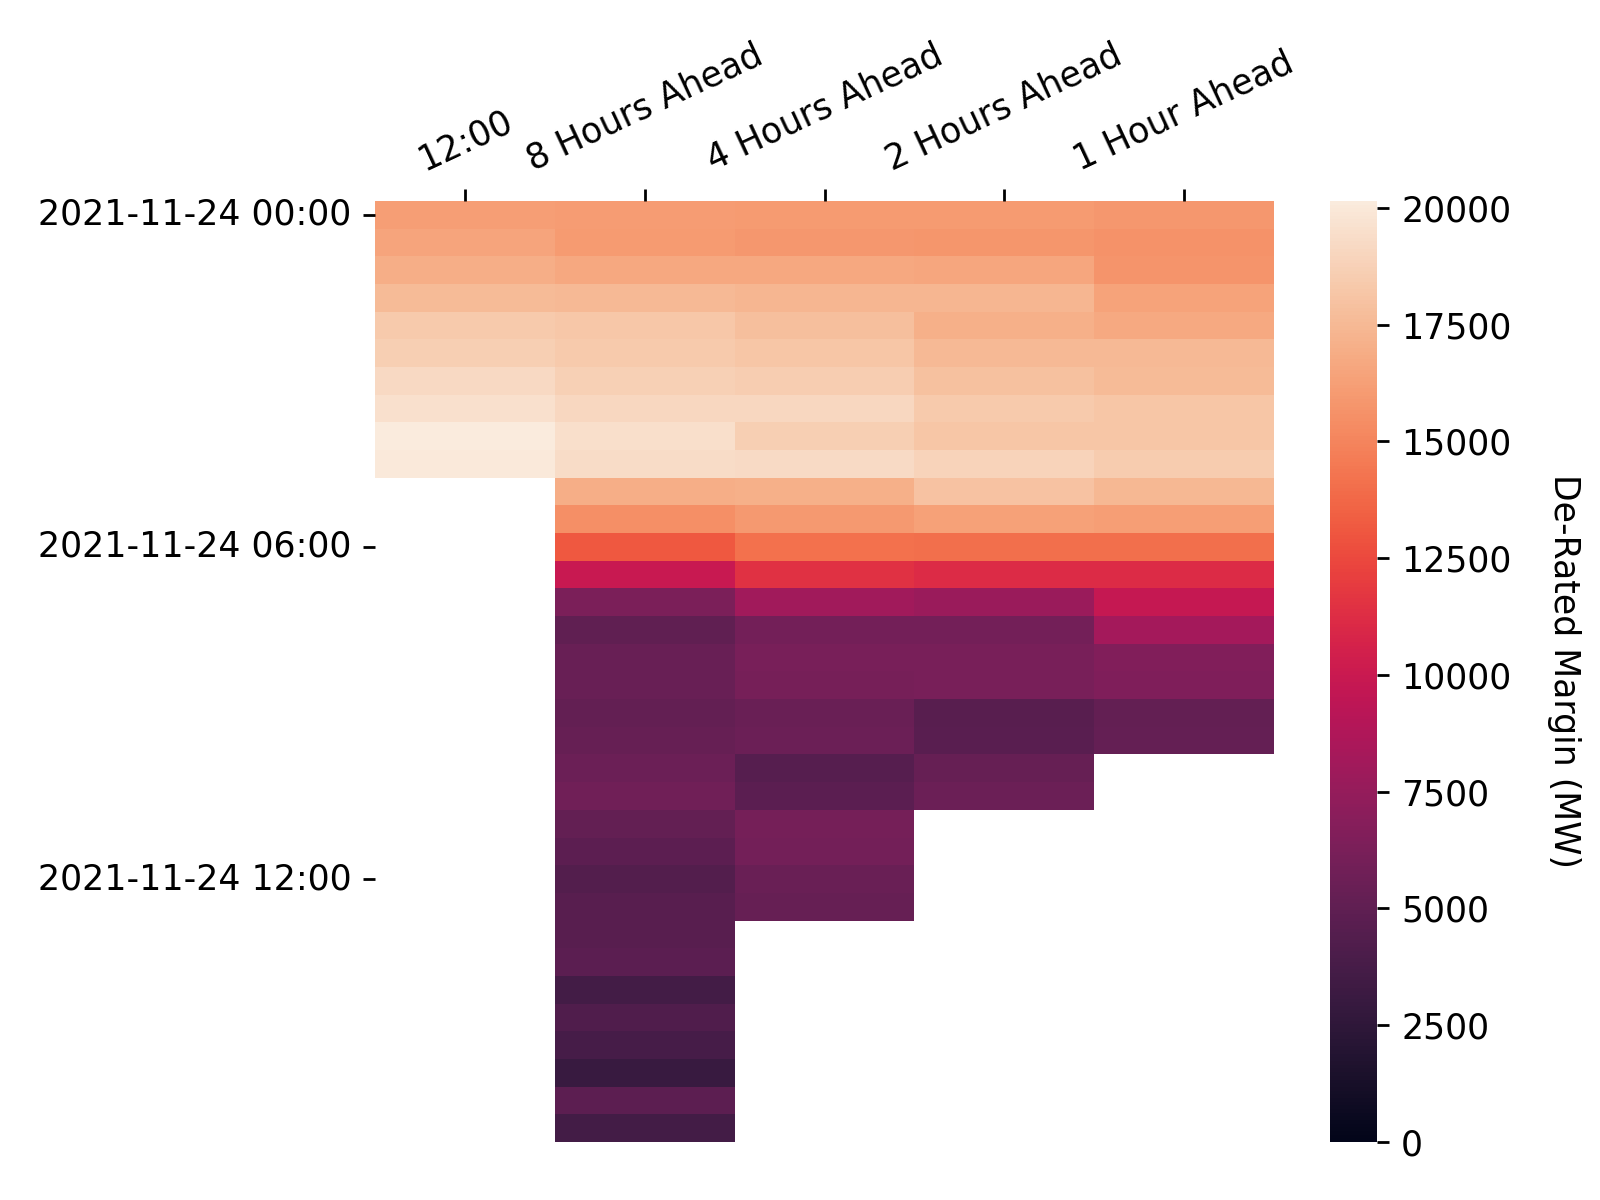 12:00
8 Hours Ahead
4 Hours Ahead
2 Hours Ahead
1 Hour Ahead
2021-11-24 00:00
2021-11-24 06:00
2021-11-24 12:00
20000
17500
15000
12500
10000
7500
5000
2500
0
De-Rated Margin (MW)